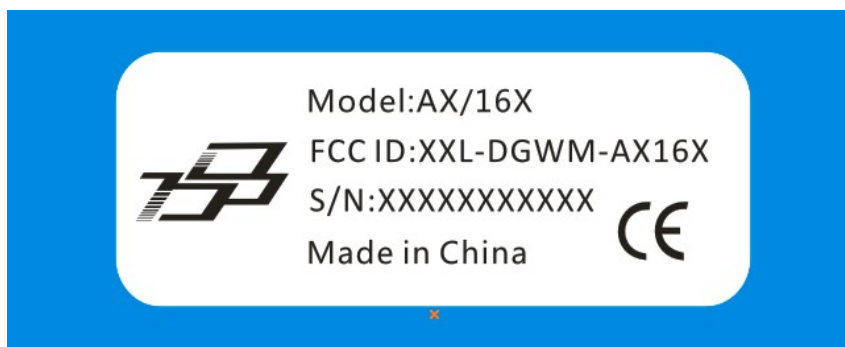 Model:AX/16X
FCC ID:XXL-DGWM-AX16X
S/N:XXXXXXXXXXX
Made in China
CE